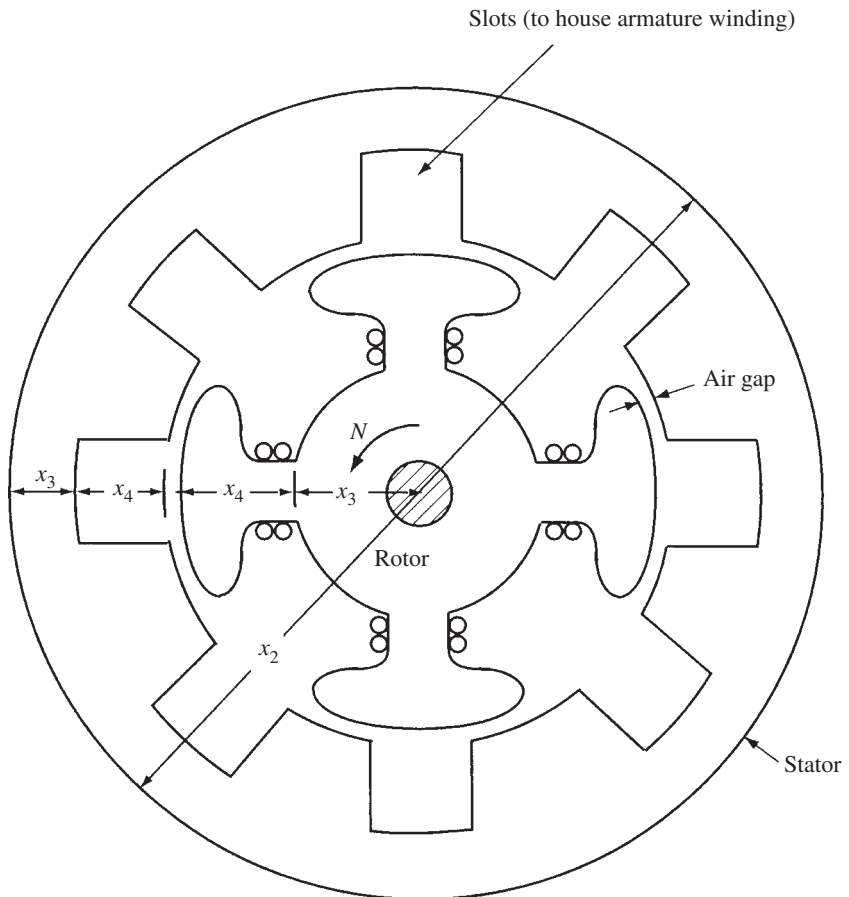 Slots (to house armature winding)
Air gap
N
x₃
x₄
x₄
x₃
Rotor
x₂
Stator